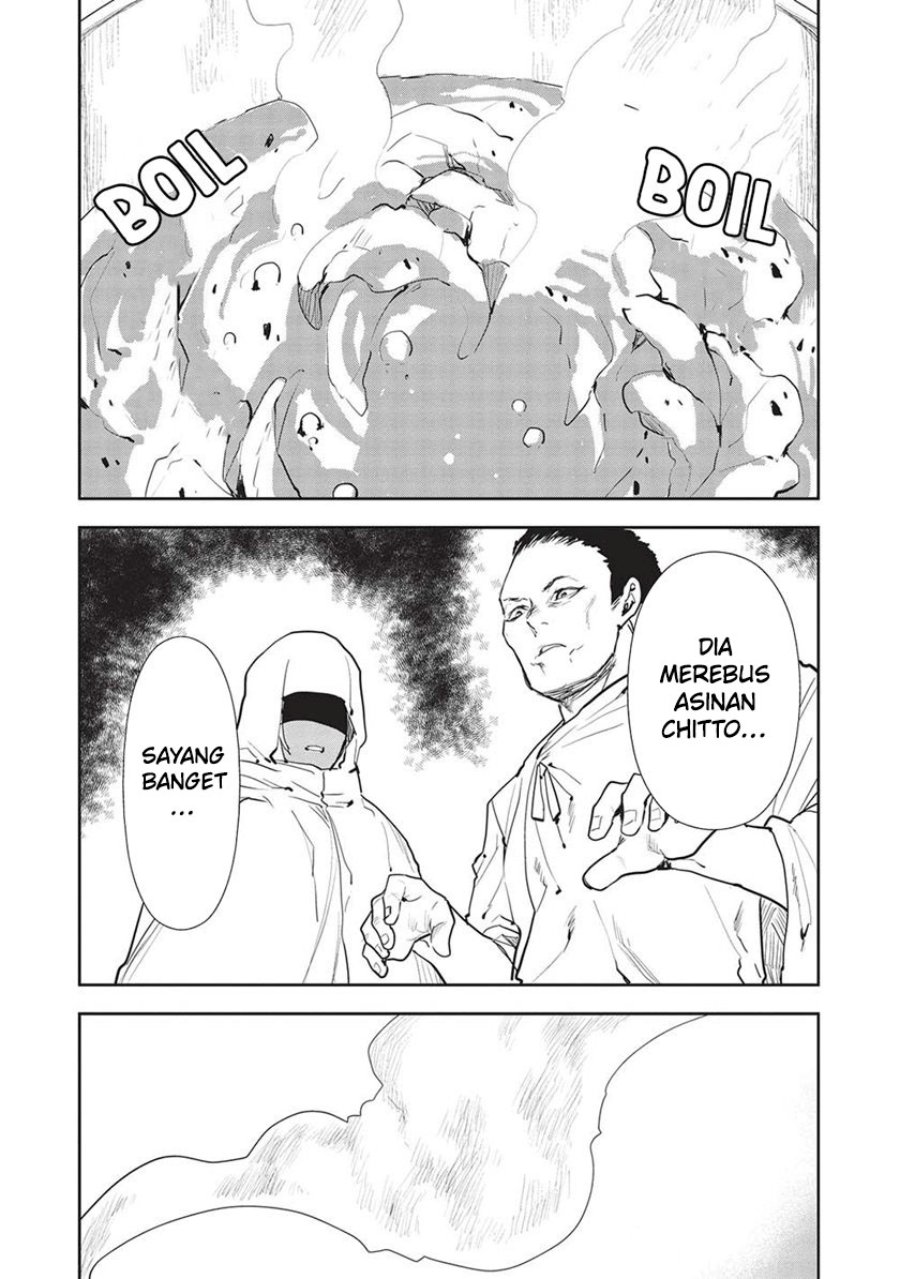 BOIL
BOIL
DIA
MEREBUS
ASINAN
CHITTO...
SAYANG
BANGET
...